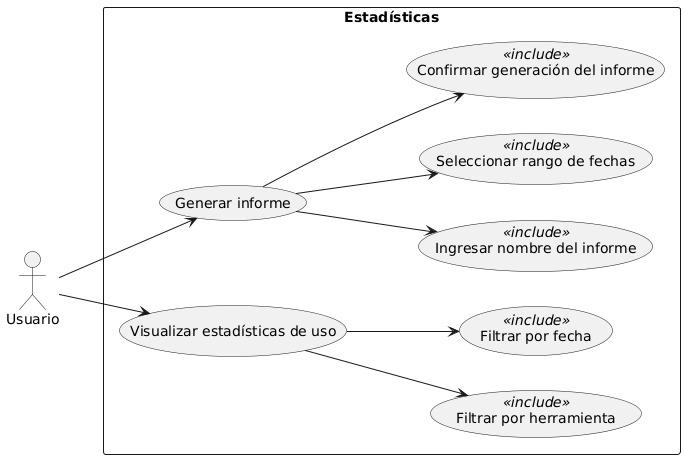 Estadísticas
«include»
Confirmar generación del informe
«include»
Seleccionar rango de fechas
Generar informe
«include»
Ingresar nombre del informe
Usuario
Visualizar estadísticas de uso
«include»
Filtrar por fecha
«include»
Filtrar por herramienta